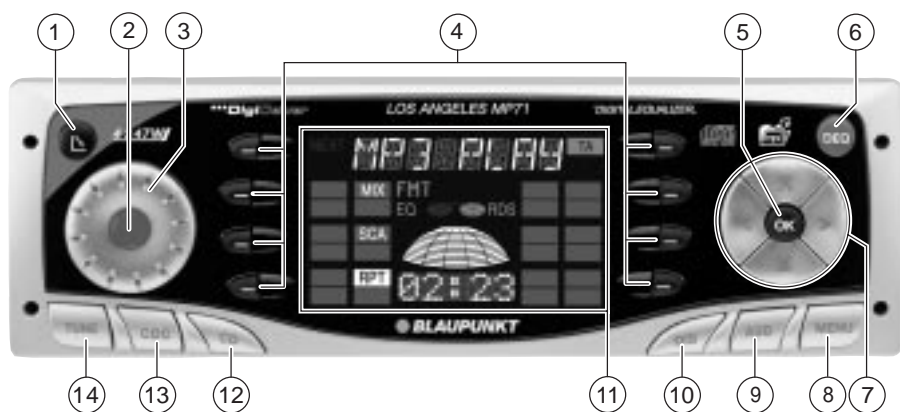 1 2 3 4 5 6
***DigiCeiver LOS ANGELES MP71 DIGITAL EQUALIZER
4x47W DEQ
MP3 PLAY TA
MIX FMT
EQ RDS
OK
SCA
RPT 02:23
BLAUPUNKT
TUNE CDC AUD MENU
14 13 12 11 10 9 8 7